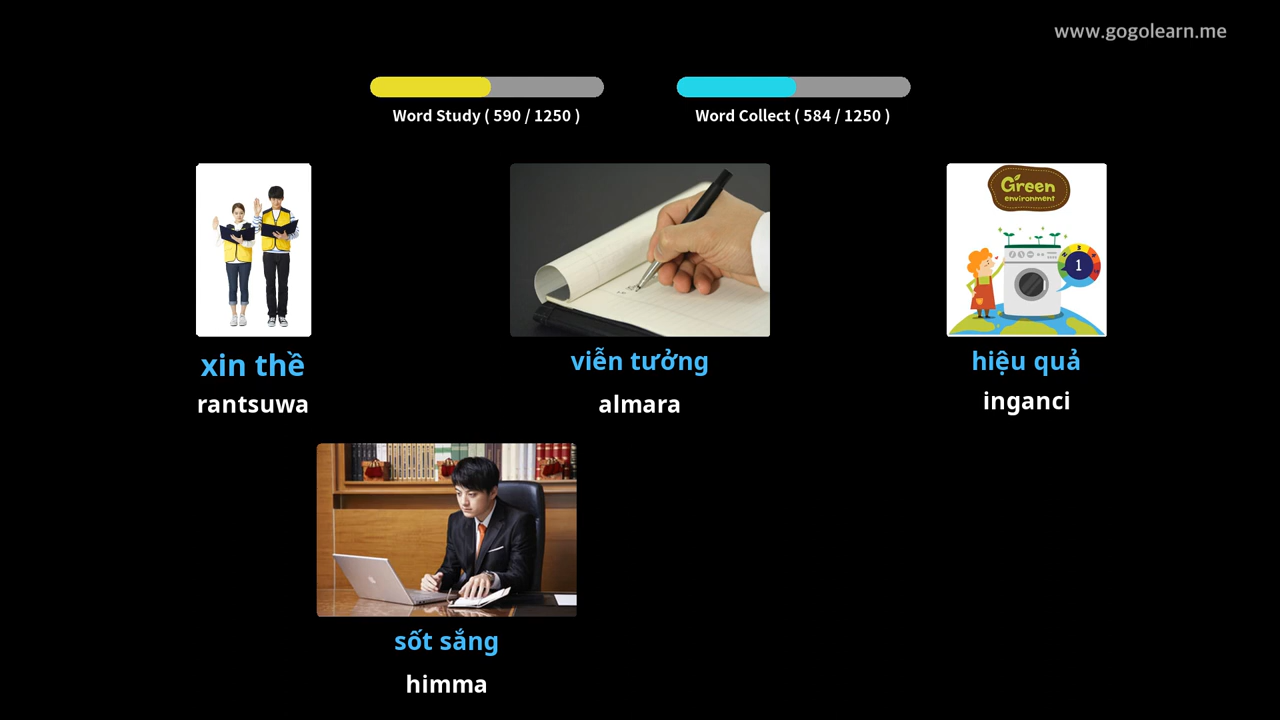 www.gogolearn.me
Word Study ( 590 / 1250 )
Word Collect ( 584 / 1250 )
Green
environment
1
xin thề
rantsuwa
viễn tưởng
almara
hiệu quả
inganci
sốt sắng
himma